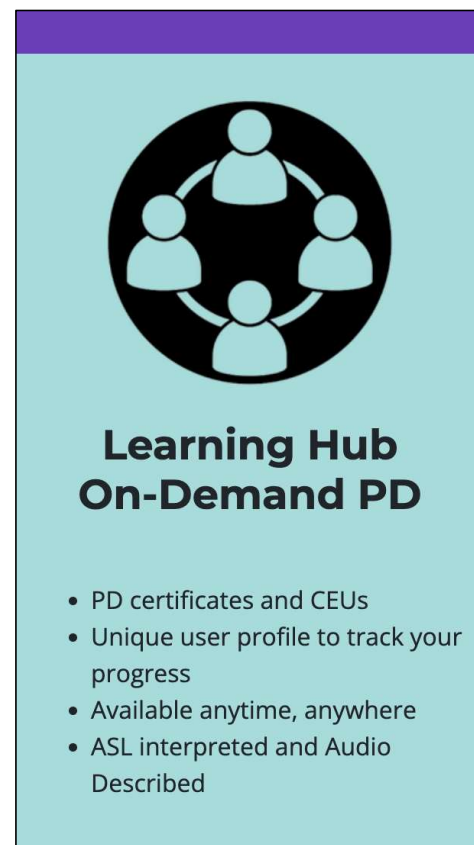 Learning Hub
On-Demand PD
• PD certificates and CEUs
• Unique user profile to track your
progress
• Available anytime, anywhere
• ASL interpreted and Audio
Described